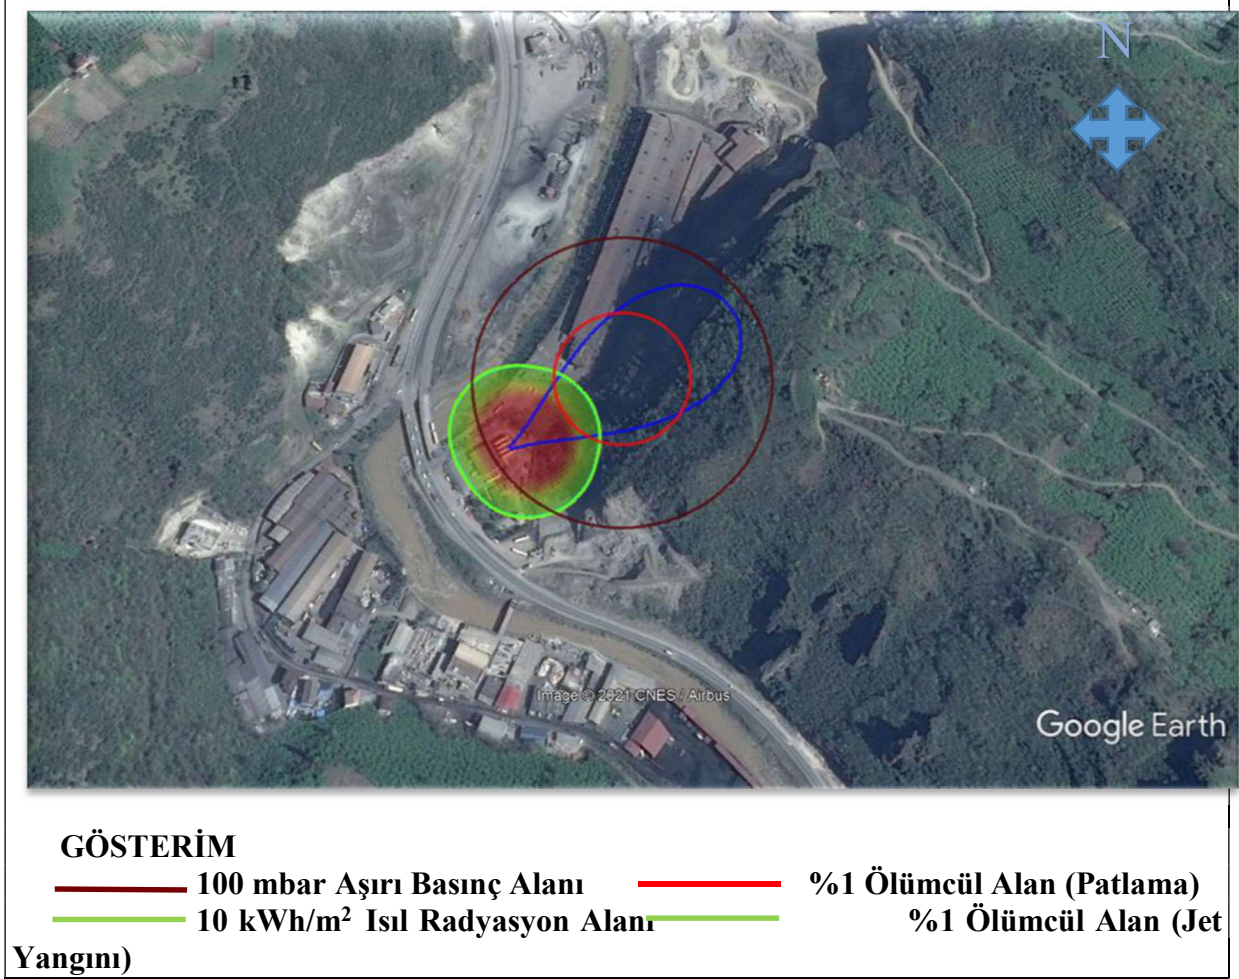 N
Image © 2021 CNES / Airbus
Google Earth
GÖSTERİM
100 mbar Aşırı Basınç Alanı %1 Ölümcül Alan (Patlama)
10 kWh/m² Isıl Radyasyon Alanı %1 Ölümcül Alan (Jet
Yangını)